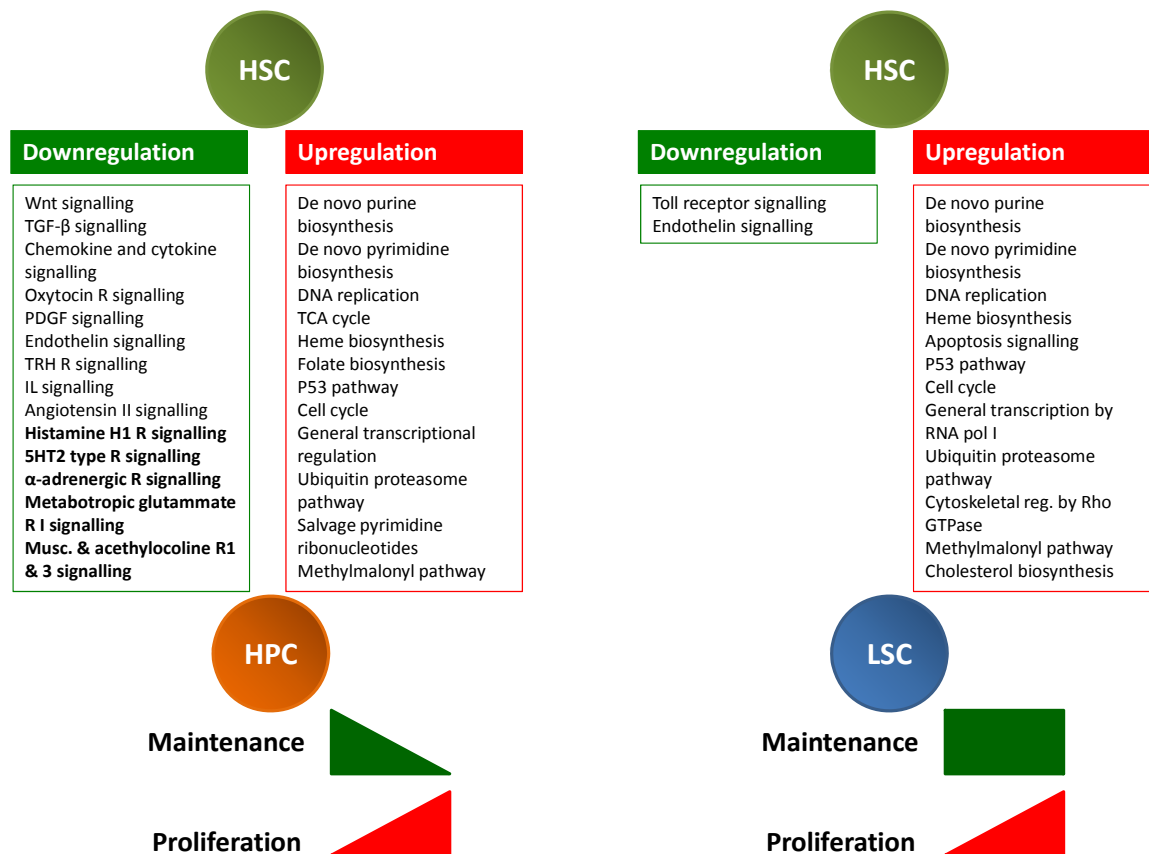 HSC
Downregulation
Upregulation
Wnt signalling
TGF-β signalling
Chemokine and cytokine
signalling
Oxytocin R signalling
PDGF signalling
Endothelin signalling
TRH R signalling
IL signalling
Angiotensin II signalling
Histamine H1 R signalling
5HT2 type R signalling
α-adrenergic R signalling
Metabotropic glutammate
R I signalling
Musc. & acethylocoline R1
& 3 signalling
De novo purine
biosynthesis
De novo pyrimidine
biosynthesis
DNA replication
TCA cycle
Heme biosynthesis
Folate biosynthesis
P53 pathway
Cell cycle
General transcriptional
regulation
Ubiquitin proteasome
pathway
Salvage pyrimidine
ribonucleotides
Methylmalonyl pathway
HPC
Maintenance
Proliferation
HSC
Downregulation
Upregulation
Toll receptor signalling
Endothelin signalling
De novo purine
biosynthesis
De novo pyrimidine
biosynthesis
DNA replication
Heme biosynthesis
Apoptosis signalling
P53 pathway
Cell cycle
General transcription by
RNA pol I
Ubiquitin proteasome
pathway
Cytoskeletal reg. by Rho
GTPase
Methylmalonyl pathway
Cholesterol biosynthesis
LSC
Maintenance
Proliferation